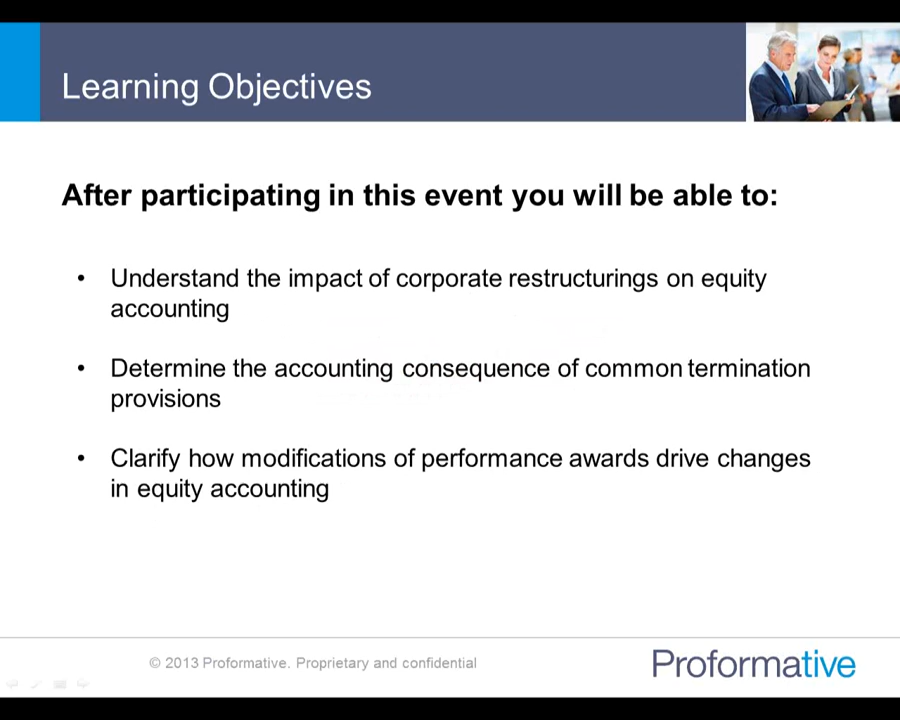 Learning Objectives
After participating in this event you will be able to:
• Understand the impact of corporate restructurings on equity
accounting
• Determine the accounting consequence of common termination
provisions
• Clarify how modifications of performance awards drive changes
in equity accounting
© 2013 Proformative. Proprietary and confidential
Proformative